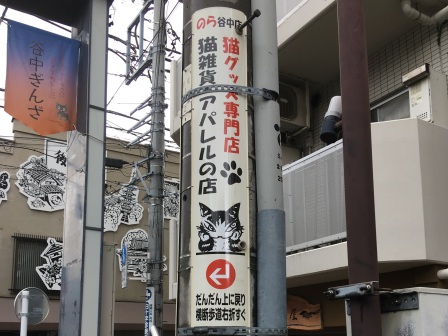 谷中ぎんざ
のら谷中店
猫グッズ専門店
猫雑貨アパレルの店
だんだん上に戻り
横断歩道右折すぐ